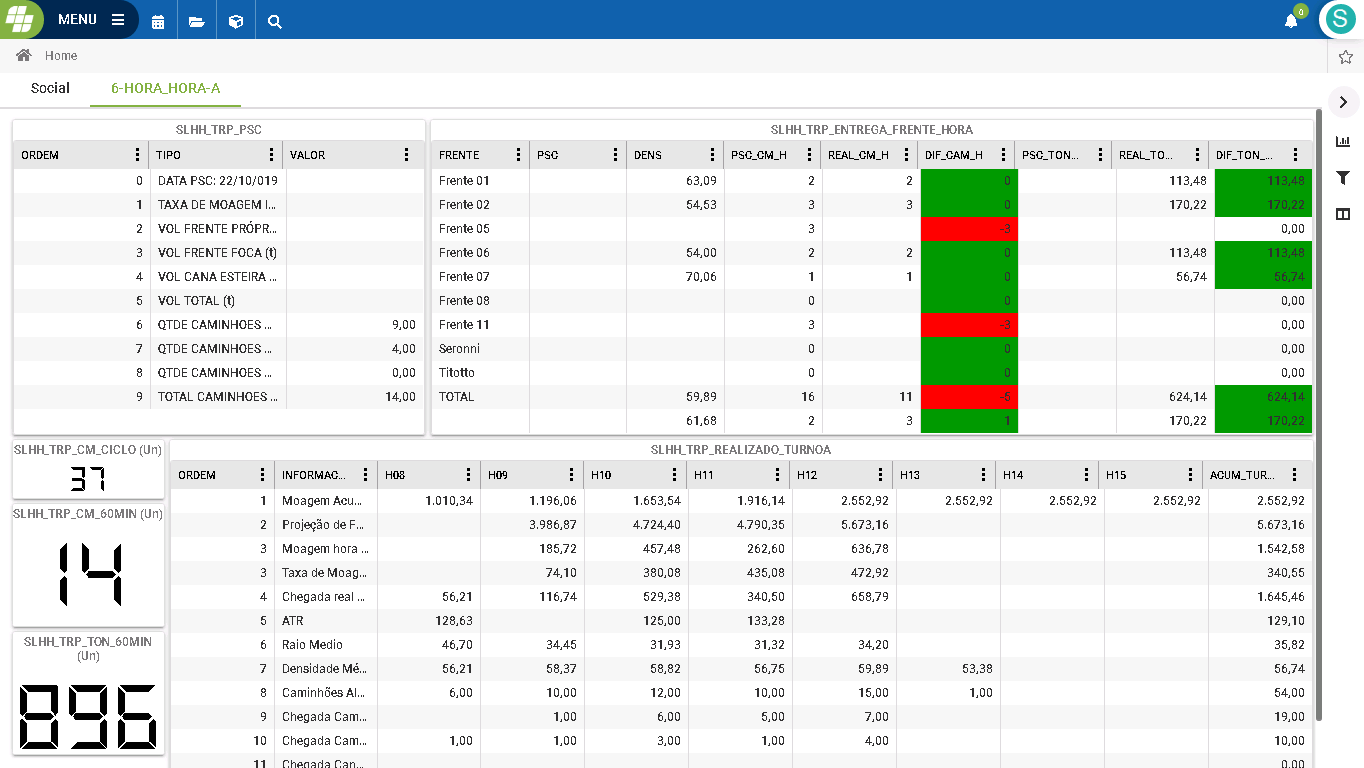 MENU
0
S
Home
Social 6-HORA_HORA-A
SLHH_TRP_PSC
ORDEM TIPO VALOR
0 DATA PSC: 22/10/019
1 TAXA DE MOAGEM I...
2 VOL FRENTE PRÓPR...
3 VOL FRENTE FOCA (t)
4 VOL CANA ESTEIRA ...
5 VOL TOTAL (t)
6 QTDE CAMINHOES ... 9,00
7 QTDE CAMINHOES ... 4,00
8 QTDE CAMINHOES ... 0,00
9 TOTAL CAMINHOES ... 14,00
SLHH_TRP_ENTREGA_FRENTE_HORA
FRENTE PSC DENS PSC_CM_H REAL_CM_H DIF_CAM_H PSC_TON... REAL_TO... DIF_TON_...
Frente 01 63,09 2 2 0 113,48 113,48
Frente 02 54,53 3 3 0 170,22 170,22
Frente 05 3 3 0,00
Frente 06 54,00 2 2 0 113,48 113,48
Frente 07 70,06 1 1 0 56,74 56,74
Frente 08 0 0 0,00
Frente 11 3 3 0,00
Seronni 0 0 0,00
Titotto 0 0 0,00
TOTAL 59,89 16 11 5 624,14 624,14
61,68 2 3 1 170,22 170,22
SLHH_TRP_CM_CICLO (Un)
37
SLHH_TRP_CM_60MIN (Un)
14
SLHH_TRP_TON_60MIN
(Un)
896
SLHH_TRP_REALIZADO_TURNOA
ORDEM INFORMAC... H08 H09 H10 H11 H12 H13 H14 H15 ACUM_TUR...
1 Moagem Acu... 1.010,34 1.196,06 1.653,54 1.916,14 2.552,92 2.552,92 2.552,92 2.552,92 2.552,92
2 Projeção de F... 3.986,87 4.724,40 4.790,35 5.673,16 5.673,16
3 Moagem hora ... 185,72 457,48 262,60 636,78 1.542,58
3 Taxa de Moag... 74,10 380,08 435,08 472,92 340,55
4 Chegada real ... 56,21 116,74 529,38 340,50 658,79 1.645,46
5 ATR 128,63 125,00 133,28 129,10
6 Raio Medio 46,70 34,45 31,93 31,32 34,20 35,82
7 Densidade Mé... 56,21 58,37 58,82 56,75 59,89 53,38 56,74
8 Caminhões Al... 6,00 10,00 12,00 10,00 15,00 1,00 54,00
9 Chegada Cam... 1,00 6,00 5,00 7,00 19,00
10 Chegada Cam... 1,00 1,00 3,00 1,00 4,00 10,00
11 Chegada Cam... 0,00